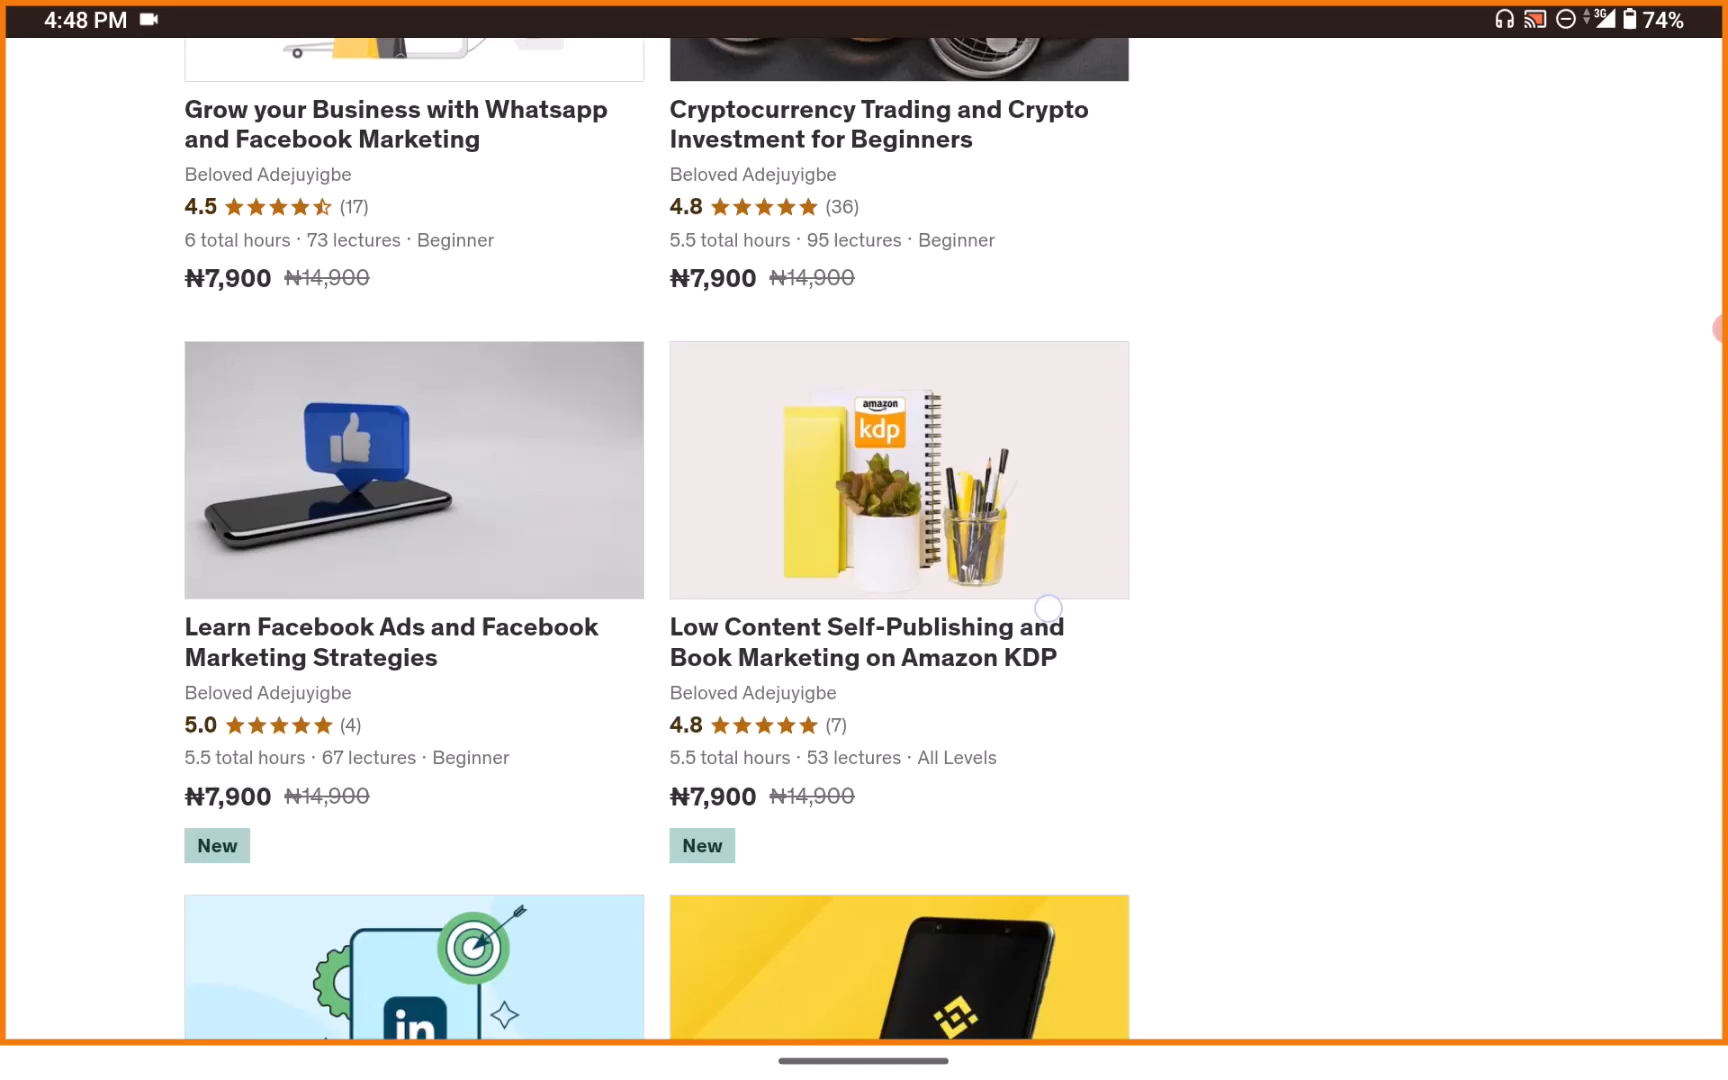 4:48 PM
3G 74%
Grow your Business with Whatsapp
and Facebook Marketing
Beloved Adejuyigbe
4.5 (17)
6 total hours · 73 lectures · Beginner
₦7,900 ₦14,900
Cryptocurrency Trading and Crypto
Investment for Beginners
Beloved Adejuyigbe
4.8 (36)
5.5 total hours · 95 lectures · Beginner
₦7,900 ₦14,900
amazon
kdp
Learn Facebook Ads and Facebook
Marketing Strategies
Beloved Adejuyigbe
5.0 (4)
5.5 total hours · 67 lectures · Beginner
₦7,900 ₦14,900
New
Low Content Self-Publishing and
Book Marketing on Amazon KDP
Beloved Adejuyigbe
4.8 (7)
5.5 total hours · 53 lectures · All Levels
₦7,900 ₦14,900
New
in